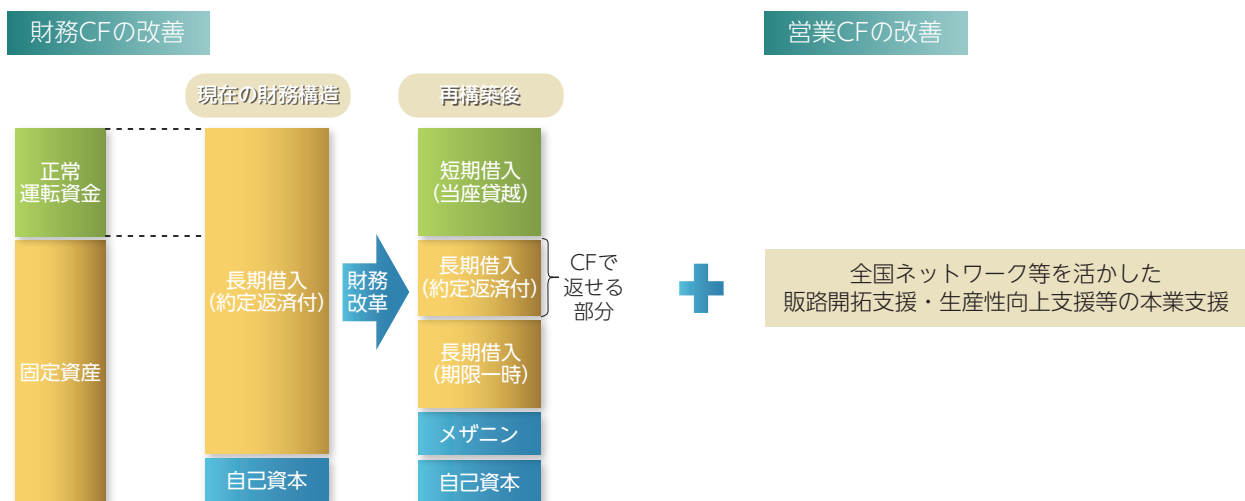 財務CFの改善
営業CFの改善
現在の財務構造
再構築後
正常
運転資金
固定資産
長期借入
(約定返済付)
自己資本
財務
改革
短期借入
(当座貸越)
長期借入
(約定返済付)
長期借入
(期限一時)
メザニン
自己資本
CFで
返せる
部分
全国ネットワーク等を活かした
販路開拓支援・生産性向上支援等の本業支援